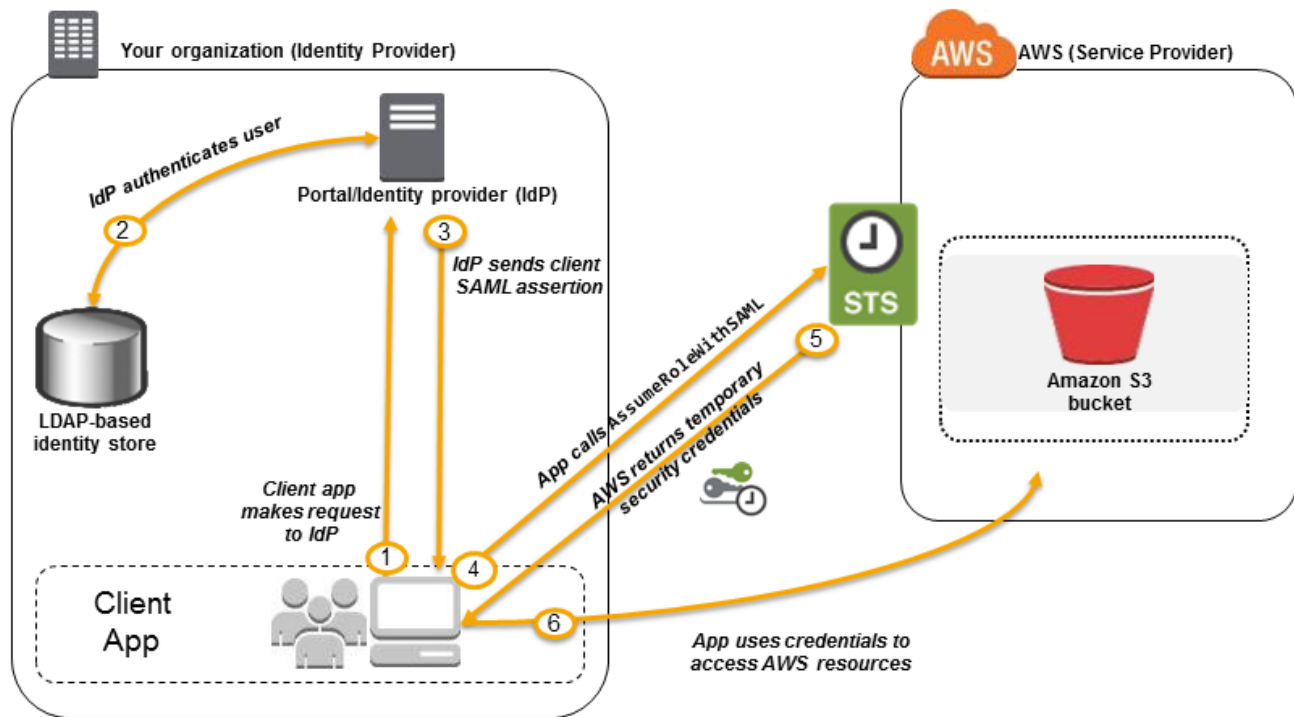 Your organization (Identity Provider)
AWS
AWS (Service Provider)
IdP authenticates user
Portal/Identity provider (IdP)
2
3
IdP sends client
SAML assertion
LDAP-based
identity store
STS
5
Amazon S3
bucket
App calls AssumeRoleWithSAML
AWS returns temporary
security credentials
Client app
makes request
to IdP
1
4
Client
App
6
App uses credentials to
access AWS resources